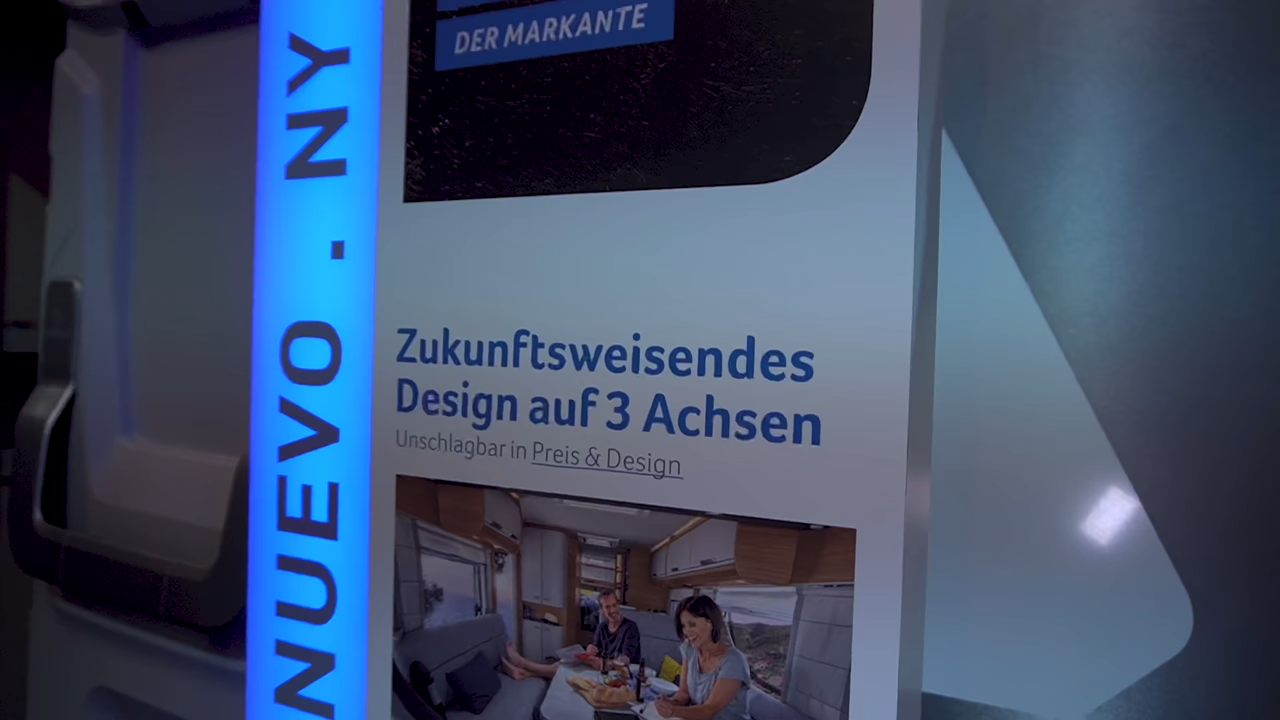 DER MARKANTE
NUEVO . NY
Zukunftsweisendes
Design auf 3 Achsen
Unschlagbar in Preis & Design